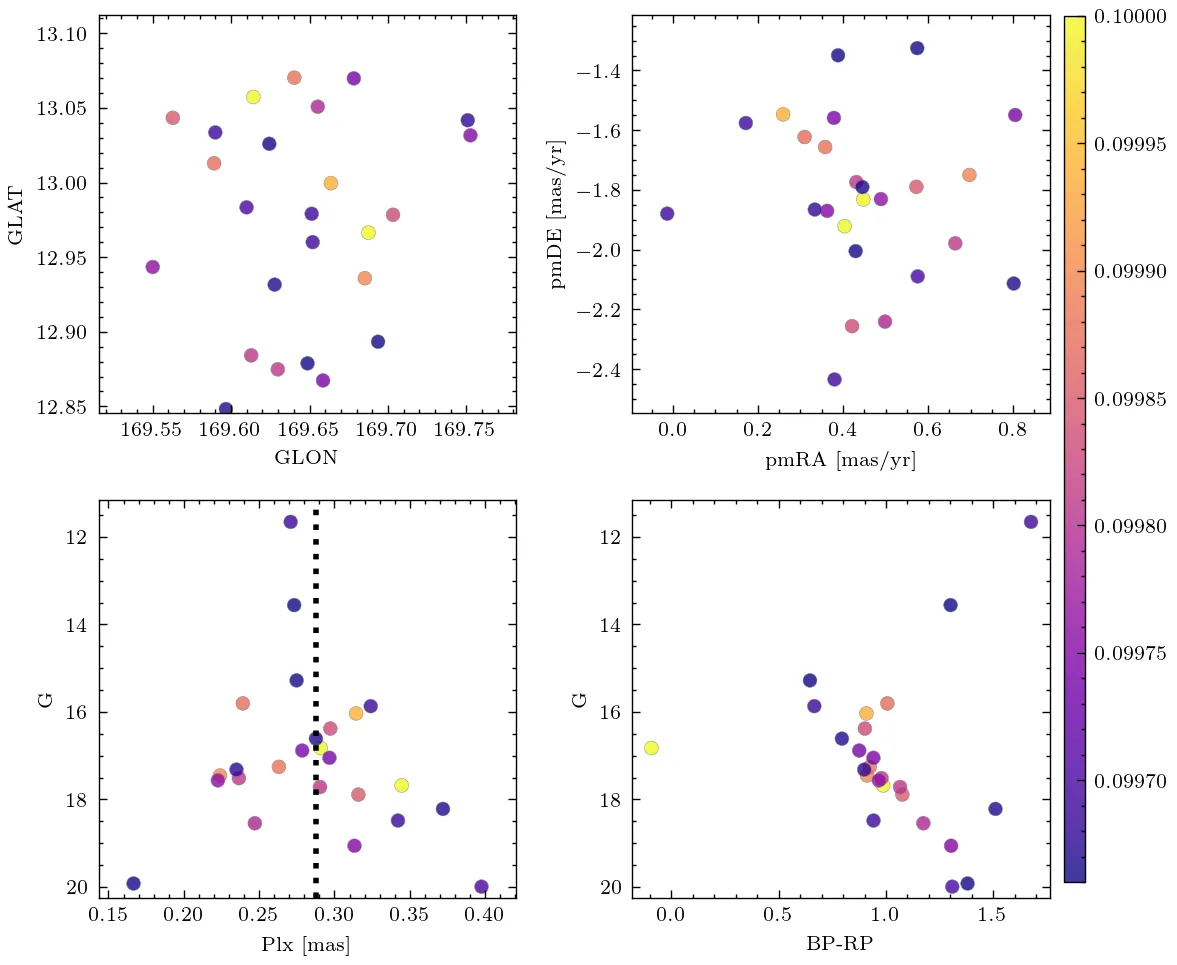 13.10
13.05
13.00
12.95
12.90
12.85
GLAT
169.55 169.60 169.65 169.70 169.75
GLON
−1.4
−1.6
−1.8
−2.0
−2.2
−2.4
pmDE [mas/yr]
0.0 0.2 0.4 0.6 0.8
pmRA [mas/yr]
12
14
16
18
20
G
0.15 0.20 0.25 0.30 0.35 0.40
Plx [mas]
12
14
16
18
20
G
0.0 0.5 1.0 1.5
BP-RP
0.10000
0.09995
0.09990
0.09985
0.09980
0.09975
0.09970